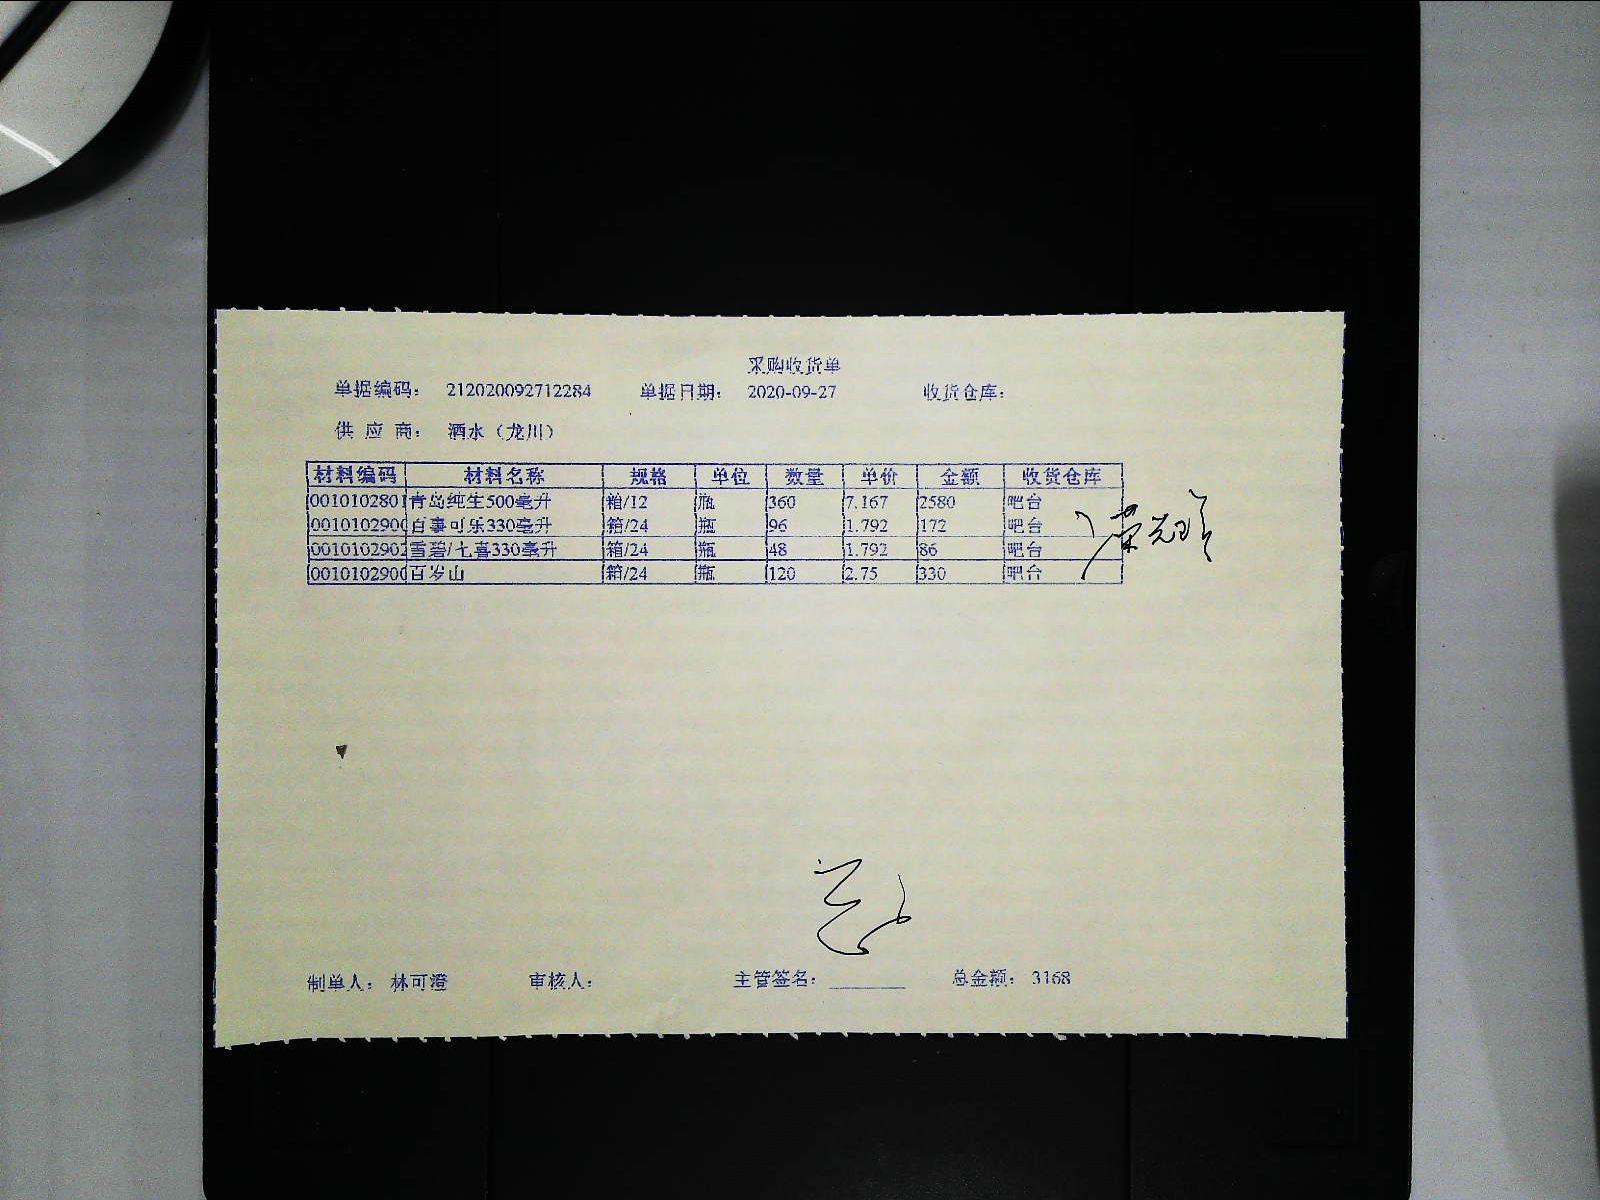 采购收货单
单据编码： 212020092712284 单据日期： 2020-09-27 收货仓库：
供 应 商： 酒水（龙川）
材料编码 材料名称 规格 单位 数量 单价 金额 收货仓库
0010102801 青岛纯生500毫升 箱/12 瓶 360 7.167 2580 吧台
0010102900 百事可乐330毫升 箱/24 瓶 96 1.792 172 吧台
0010102902 雪碧/七喜330毫升 箱/24 瓶 48 1.792 86 吧台
0010102900 百岁山 箱/24 瓶 120 2.75 330 吧台
制单人： 林可澄 审核人： 主管签名： 总金额： 3168